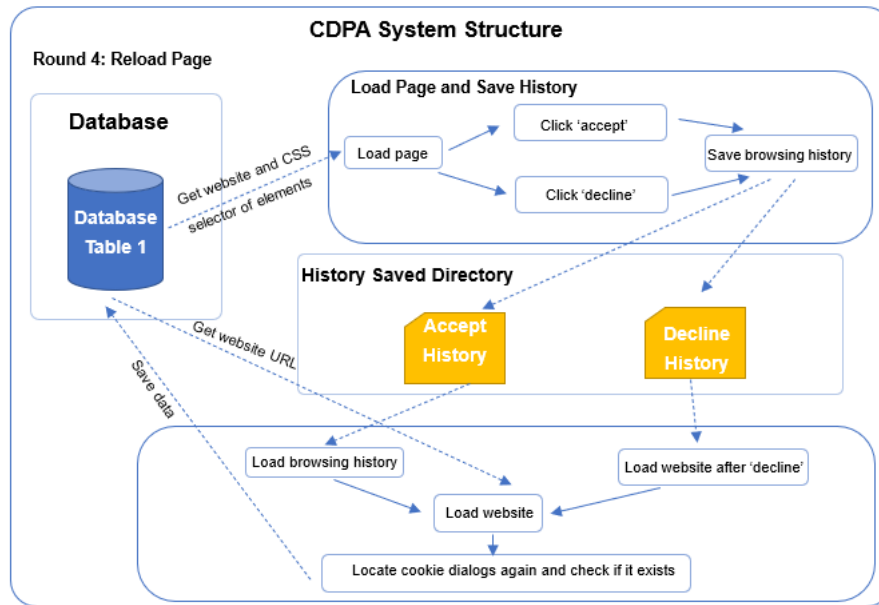 CDPA System Structure
Round 4: Reload Page
Load Page and Save History
Database
Click ‘accept’
Load page
Save browsing history
Get website and CSS
selector of elements
Click ‘decline’
Database
Table 1
History Saved Directory
Get website URL
Accept
History
Decline
History
Save data
Load browsing history
Load website after ‘decline’
Load website
Locate cookie dialogs again and check if it exists